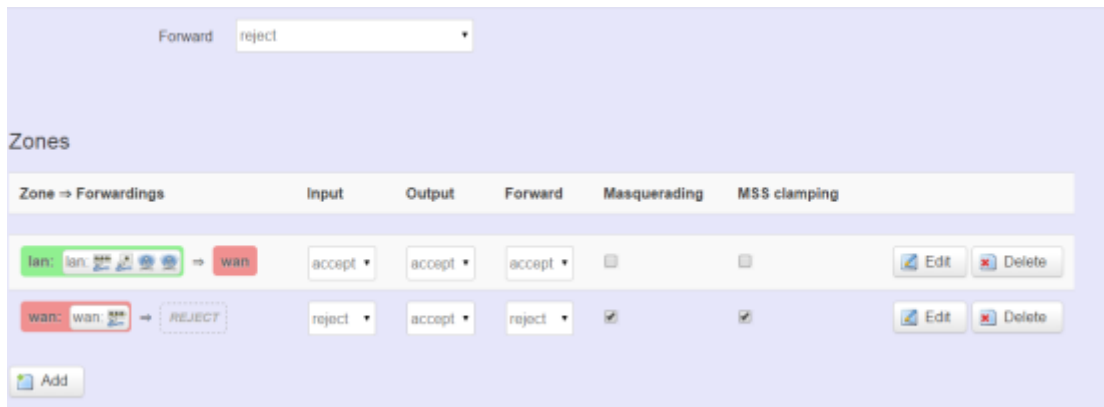 Forward reject
Zones
Zone ⇒ Forwardings Input Output Forward Masquerading MSS clamping
lan: lan: ⇒ wan accept accept accept Edit Delete
wan: wan: ⇒ REJECT reject accept reject Edit Delete
Add